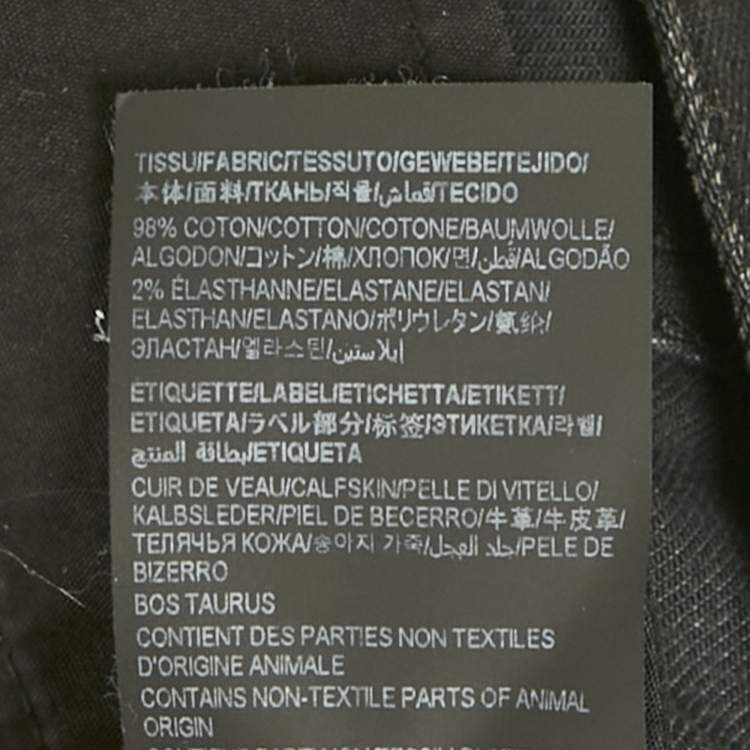 TISSU/FABRIC/TESSUTO/GEWEBE/TEJIDO/
本体/面料/ТКАНЬ/직물/قماش/TECIDO
98% COTON/COTTON/COTONE/BAUMWOLLE/
ALGODON/コットン/棉/ХЛОПОК/면/قطن/ALGODÃO
2% ÉLASTHANNE/ELASTANE/ELASTAN/
ELASTHAN/ELASTANO/ポリウレタン/氨纶/
ЭЛАСТАН/엘라스틴/إيلاستين
ÉTIQUETTE/LABEL/ETICHETTA/ETIKETT/
ETIQUETA/ラベル部分/标签/ЭТИКЕТКА/라벨/
بطاقة المنتج/ETIQUETA
CUIR DE VEAU/CALFSKIN/PELLE DI VITELLO/
KALBSLEDER/PIEL DE BECERRO/牛革/牛皮革/
ТЕЛЯЧЬЯ КОЖА/송아지 가죽/جلد العجل/PELE DE
BIZERRO
BOS TAURUS
CONTIENT DES PARTIES NON TEXTILES
D'ORIGINE ANIMALE
CONTAINS NON-TEXTILE PARTS OF ANIMAL
ORIGIN